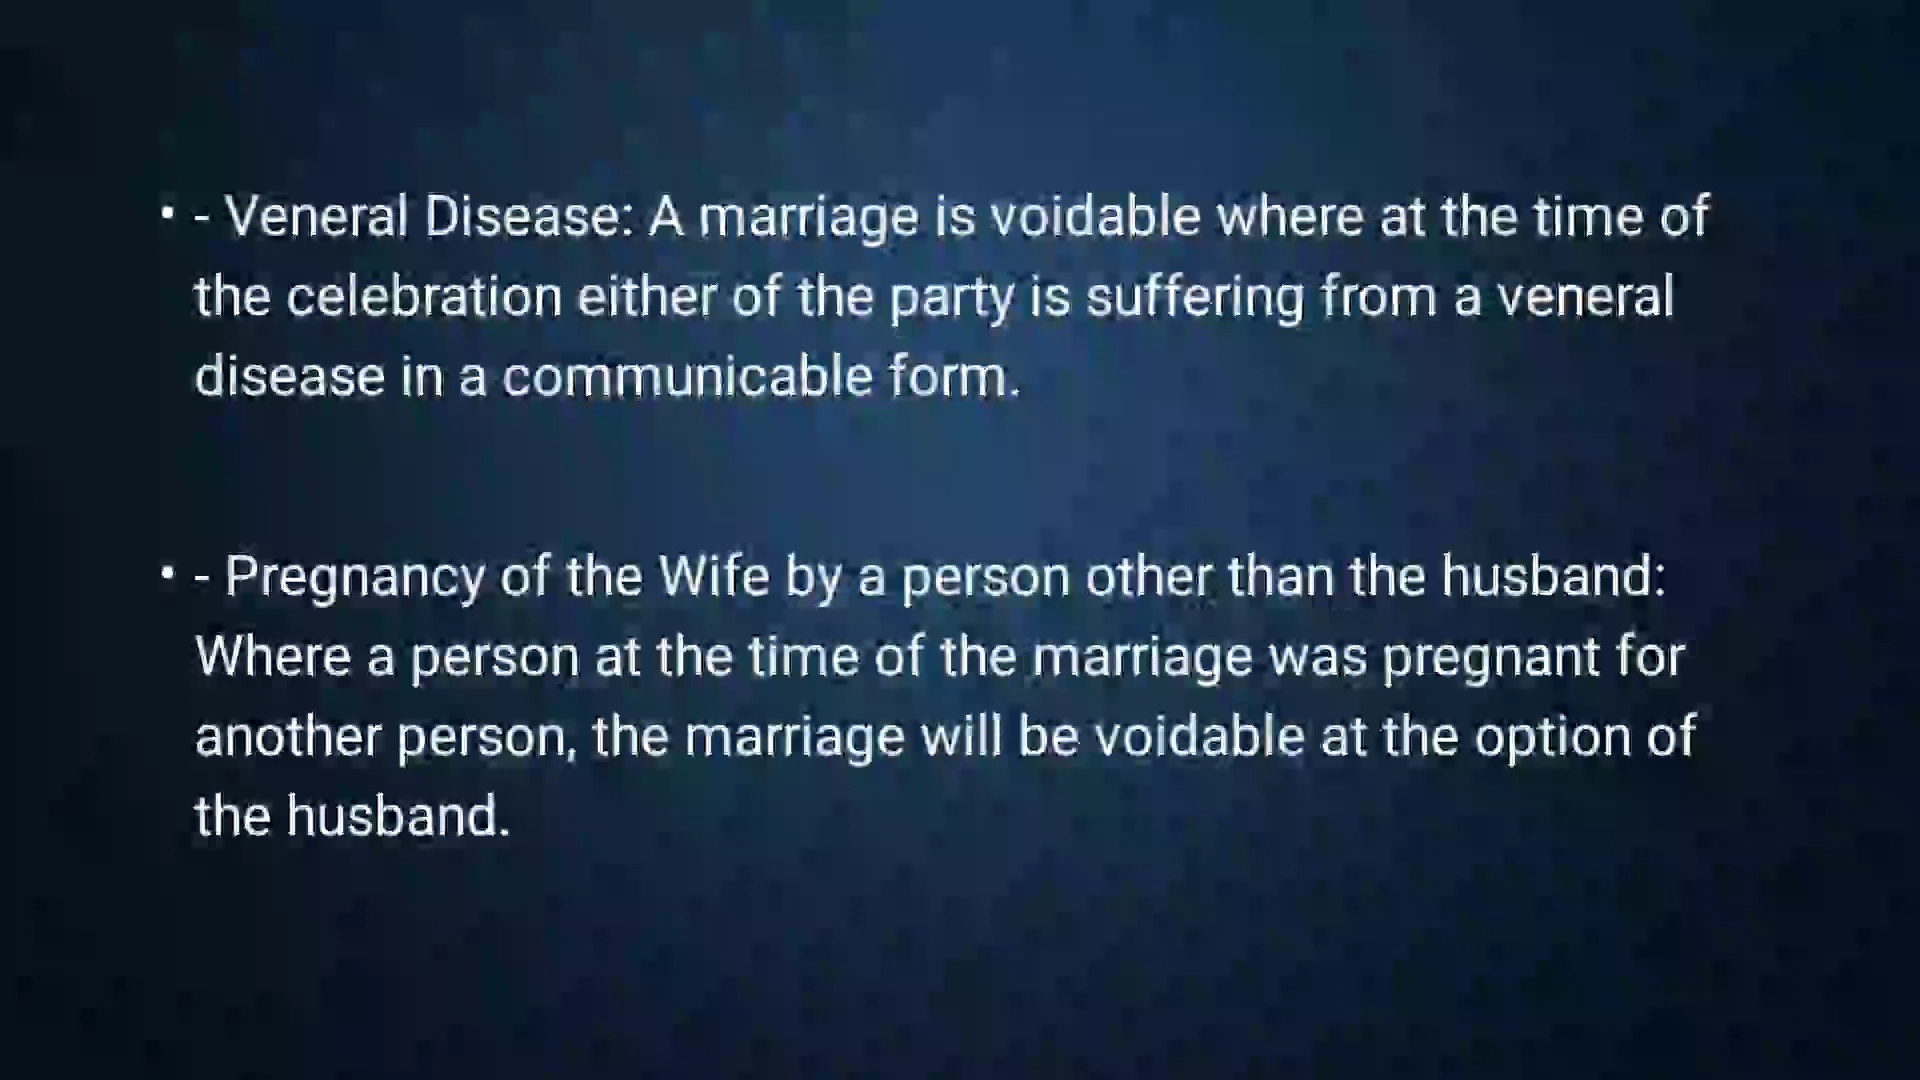 • - Veneral Disease: A marriage is voidable where at the time of
the celebration either of the party is suffering from a veneral
disease in a communicable form.
• - Pregnancy of the Wife by a person other than the husband:
Where a person at the time of the marriage was pregnant for
another person, the marriage will be voidable at the option of
the husband.